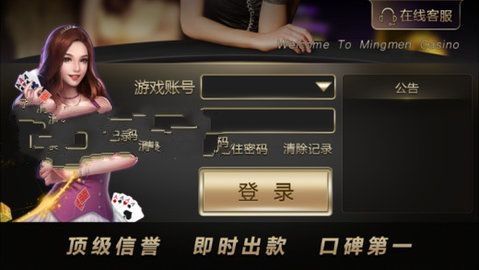 在线客服
Welcome To Mingmen Casino
游戏账号
公告
住密码 清除记录
登录
顶级信誉 即时出款 口碑第一